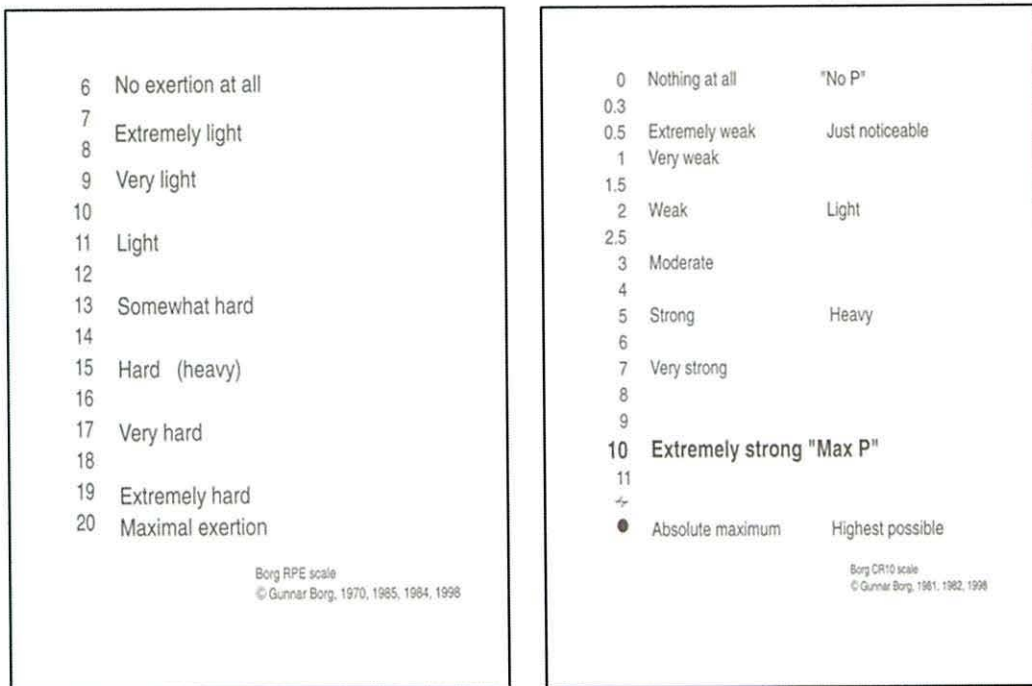 6 No exertion at all
7
Extremely light
8
9 Very light
10
11 Light
12
13 Somewhat hard
14
15 Hard (heavy)
16
17 Very hard
18
19 Extremely hard
20 Maximal exertion
Borg RPE scale
© Gunnar Borg, 1970, 1985, 1984, 1998
0 Nothing at all "No P"
0.3
0.5 Extremely weak Just noticeable
1 Very weak
1.5
2 Weak Light
2.5
3 Moderate
4
5 Strong Heavy
6
7 Very strong
8
9
10 Extremely strong "Max P"
11
● Absolute maximum Highest possible
Borg CR10 scale
© Gunnar Borg, 1981, 1982, 1998